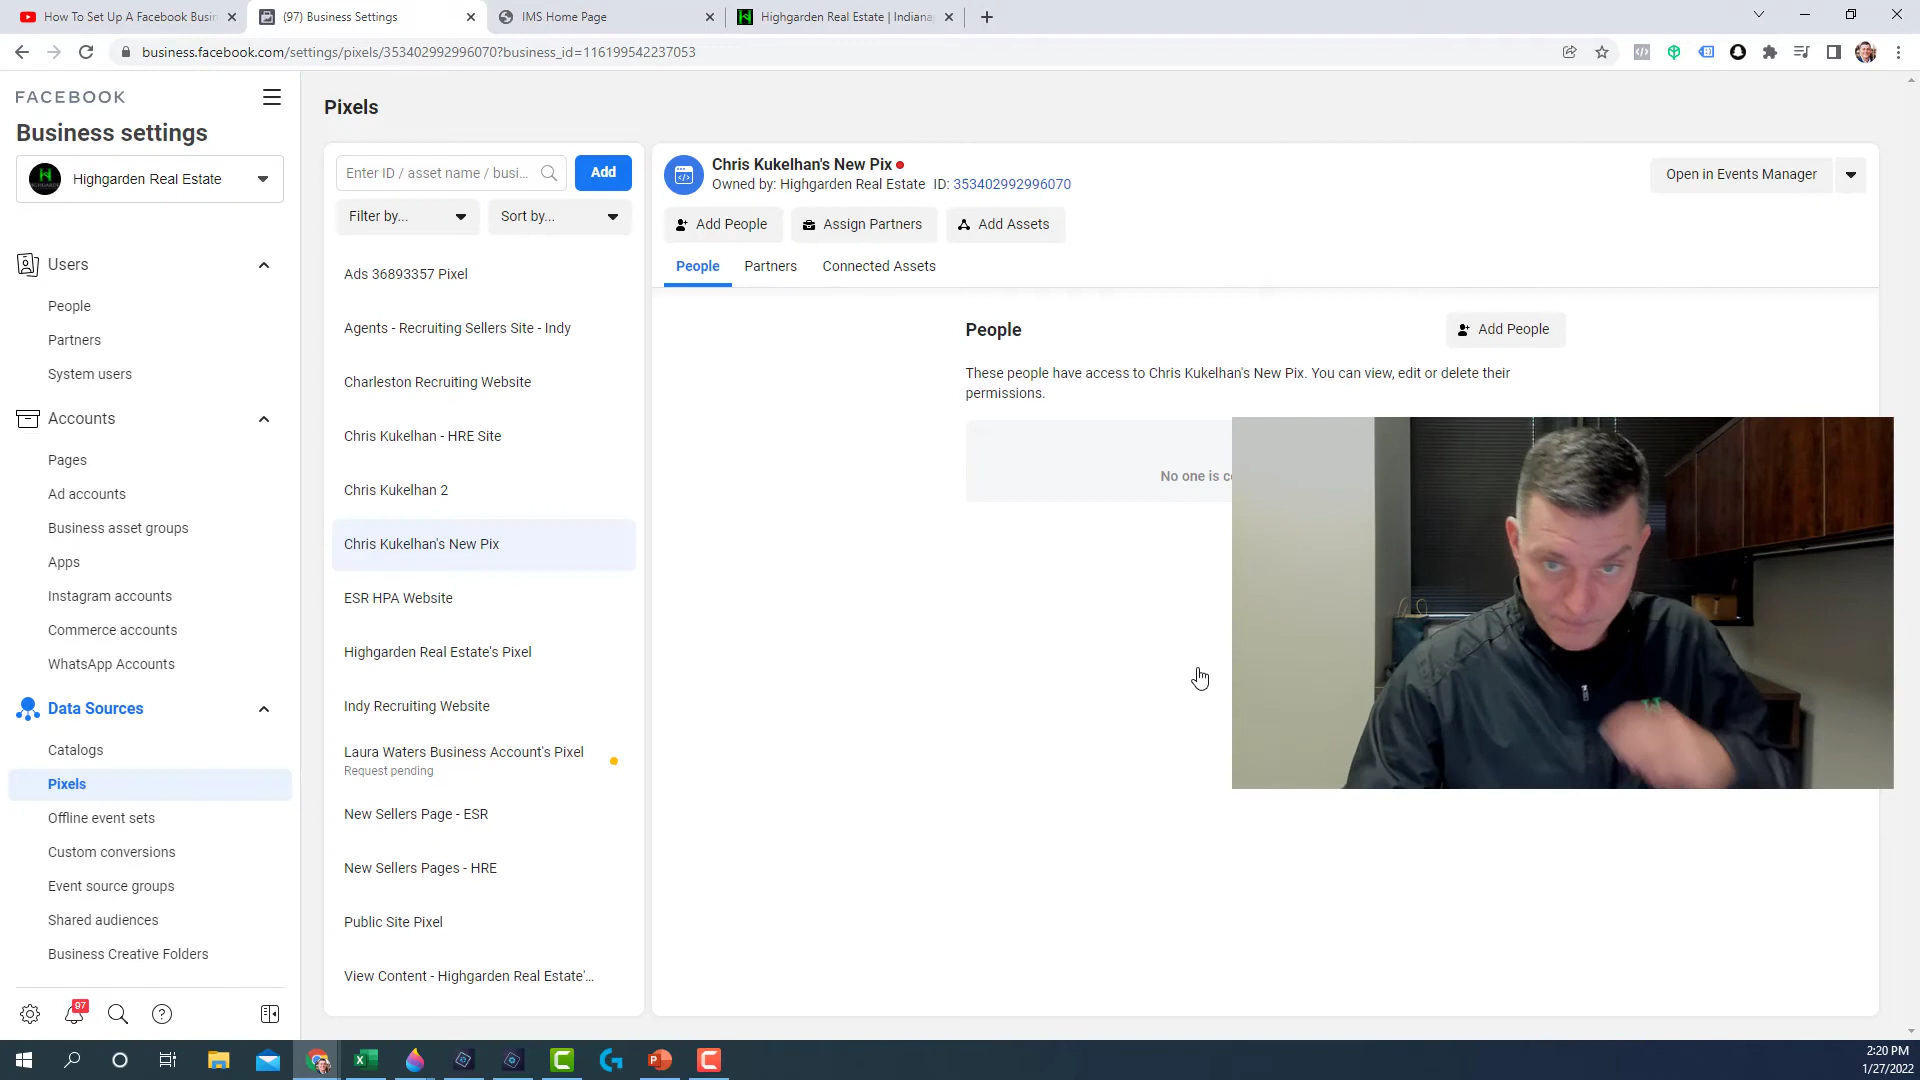 How To Set Up A Facebook Busin
(97) Business Settings
IMS Home Page
Highgarden Real Estate | Indiana
business.facebook.com/settings/pixels/353402992996070?business_id=116199542237053
FACEBOOK
Business settings
Highgarden Real Estate
Users
People
Partners
System users
Accounts
Pages
Ad accounts
Business asset groups
Apps
Instagram accounts
Commerce accounts
WhatsApp Accounts
Data Sources
Catalogs
Pixels
Offline event sets
Custom conversions
Event source groups
Shared audiences
Business Creative Folders
97
Pixels
Enter ID / asset name / busi...
Add
Filter by...
Sort by...
Ads 36893357 Pixel
Agents - Recruiting Sellers Site - Indy
Charleston Recruiting Website
Chris Kukelhan - HRE Site
Chris Kukelhan 2
Chris Kukelhan's New Pix
ESR HPA Website
Highgarden Real Estate's Pixel
Indy Recruiting Website
Laura Waters Business Account's Pixel
Request pending
New Sellers Page - ESR
New Sellers Pages - HRE
Public Site Pixel
View Content - Highgarden Real Estate'...
Chris Kukelhan's New Pix
Owned by: Highgarden Real Estate ID: 353402992996070
Open in Events Manager
Add People
Assign Partners
Add Assets
People
Partners
Connected Assets
People
Add People
These people have access to Chris Kukelhan's New Pix. You can view, edit or delete their
permissions.
No one is c
2:20 PM
1/27/2022